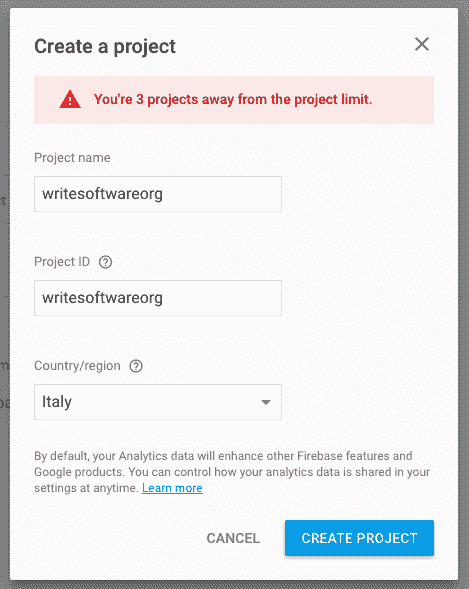 Create a project
You're 3 projects away from the project limit.
Project name
writesoftwareorg
Project ID
writesoftwareorg
Country/region
Italy
By default, your Analytics data will enhance other Firebase features and
Google products. You can control how your analytics data is shared in your
settings at anytime. Learn more
CANCEL CREATE PROJECT